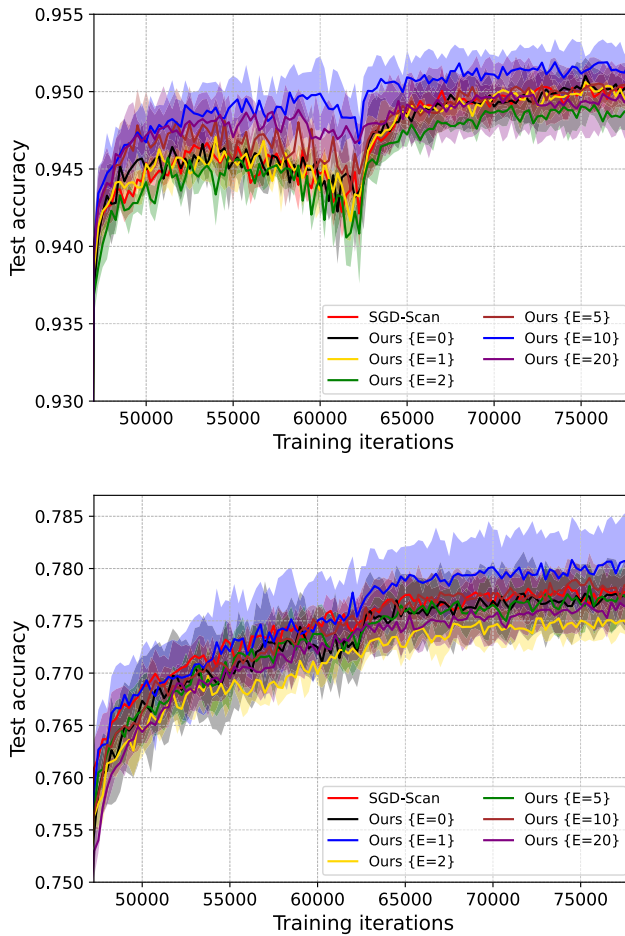 0.955
0.950
0.945
0.940
0.935
0.930
Test accuracy
SGD-Scan
Ours {E=0}
Ours {E=1}
Ours {E=2}
Ours {E=5}
Ours {E=10}
Ours {E=20}
50000 55000 60000 65000 70000 75000
Training iterations
0.785
0.780
0.775
0.770
0.765
0.760
0.755
0.750
Test accuracy
SGD-Scan
Ours {E=0}
Ours {E=1}
Ours {E=2}
Ours {E=5}
Ours {E=10}
Ours {E=20}
50000 55000 60000 65000 70000 75000
Training iterations